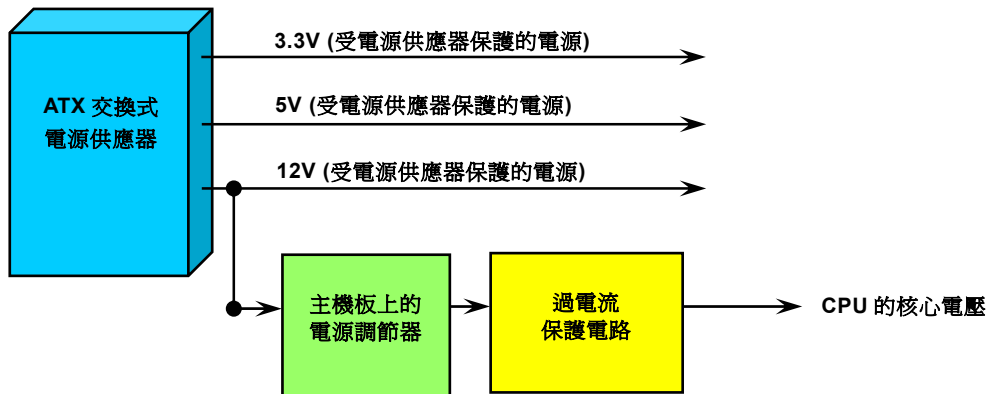 3.3V (受電源供應器保護的電源)
ATX 交換式
電源供應器
5V (受電源供應器保護的電源)
12V (受電源供應器保護的電源)
主機板上的
電源調節器
過電流
保護電路
CPU 的核心電壓